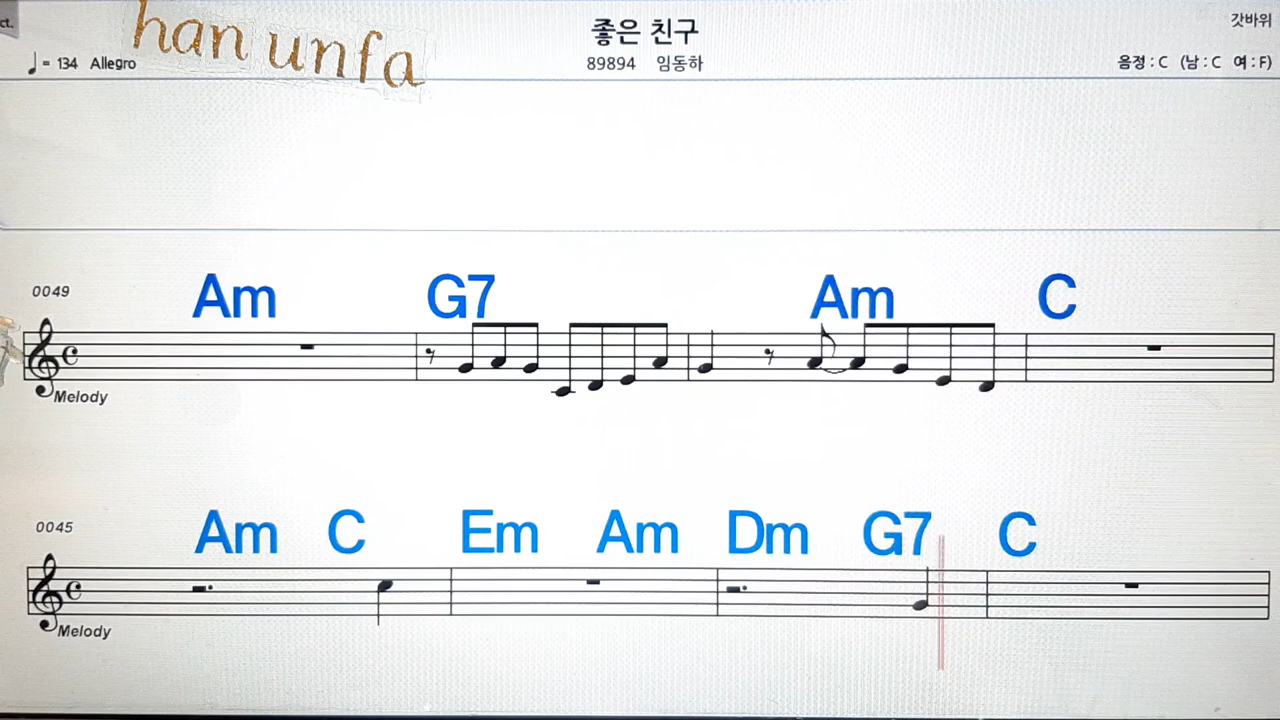 ct.
han unfa
좋은 친구
갓바위
♩ = 134 Allegro
89894 임동하
음정 : C (남 : C 여 : F)
0049
Am G7 Am C
Melody
0045
Am C Em Am Dm G7 C
Melody